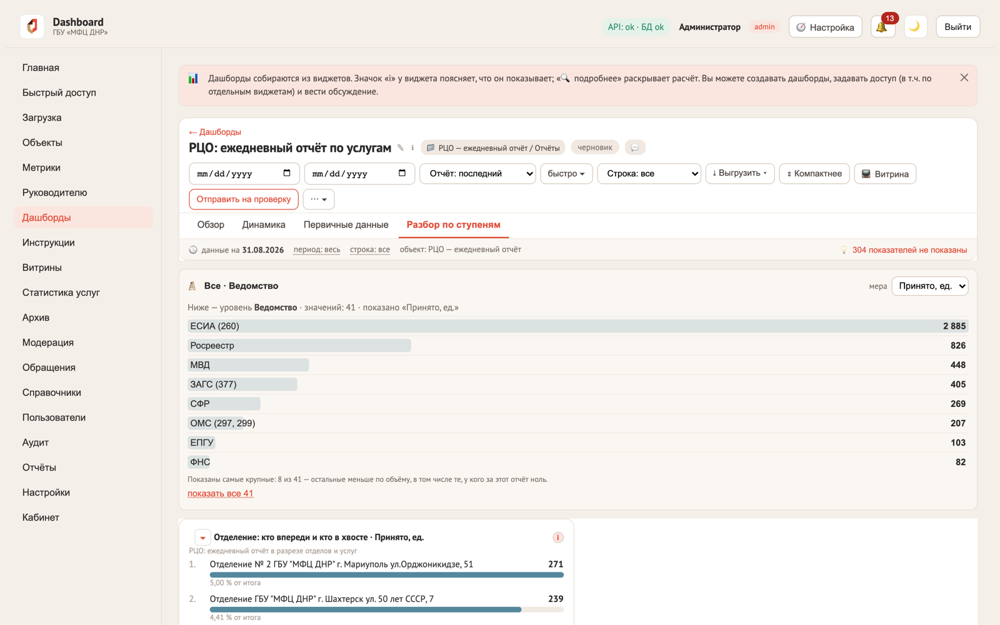 Dashboard
ГБУ «МФЦ ДНР»
API: ok · БД ok
Администратор
admin
Настройка
13
Выйти
Главная
Быстрый доступ
Загрузка
Объекты
Метрики
Руководителю
Дашборды
Инструкции
Витрины
Статистика услуг
Архив
Модерация
Обращения
Справочники
Пользователи
Аудит
Отчёты
Настройки
Кабинет
Дашборды собираются из виджетов. Значок «i» у виджета поясняет, что он показывает; «🔍 подробнее» раскрывает расчёт. Вы можете создавать дашборды, задавать доступ (в т.ч. по
отдельным виджетам) и вести обсуждение.
← Дашборды
РЦО: ежедневный отчёт по услугам
РЦО — ежедневный отчёт / Отчёты
черновик
mm/dd/yyyy
mm/dd/yyyy
Отчёт: последний
быстро
Строка: все
Выгрузить
Компактнее
Витрина
Отправить на проверку
...
Обзор
Динамика
Первичные данные
Разбор по ступеням
данные на 31.08.2026
период: весь
строка: все
объект: РЦО — ежедневный отчёт
304 показателей не показаны
Все · Ведомство
мера
Принято, ед.
Ниже — уровень Ведомство · значений: 41 · показано «Принято, ед.»
ЕСИА (260) 2 885
Росреестр 826
МВД 448
ЗАГС (377) 405
СФР 269
ОМС (297, 299) 207
ЕПГУ 103
ФНС 82
Показаны самые крупные: 8 из 41 — остальные меньше по объёму, в том числе те, у кого за этот отчёт ноль.
показать все 41
Отделение: кто впереди и кто в хвосте · Принято, ед.
i
РЦО: ежедневный отчёт в разрезе отделов и услуг
1. Отделение № 2 ГБУ "МФЦ ДНР" г. Мариуполь ул.Орджоникидзе, 51 271
5,00 % от итога
2. Отделение ГБУ "МФЦ ДНР" г. Шахтерск ул. 50 лет СССР, 7 239
4,41 % от итога